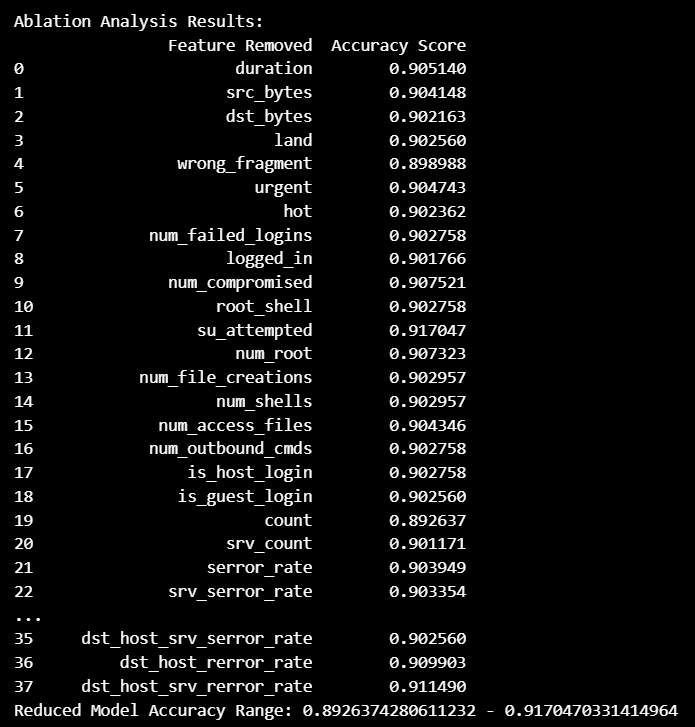 Ablation Analysis Results:
Feature Removed Accuracy Score
0 duration 0.905140
1 src_bytes 0.904148
2 dst_bytes 0.902163
3 land 0.902560
4 wrong_fragment 0.898988
5 urgent 0.904743
6 hot 0.902362
7 num_failed_logins 0.902758
8 logged_in 0.901766
9 num_compromised 0.907521
10 root_shell 0.902758
11 su_attempted 0.917047
12 num_root 0.907323
13 num_file_creations 0.902957
14 num_shells 0.902957
15 num_access_files 0.904346
16 num_outbound_cmds 0.902758
17 is_host_login 0.902758
18 is_guest_login 0.902560
19 count 0.892637
20 srv_count 0.901171
21 serror_rate 0.903949
22 srv_serror_rate 0.903354
...
35 dst_host_srv_serror_rate 0.902560
36 dst_host_rerror_rate 0.909903
37 dst_host_srv_rerror_rate 0.911490
Reduced Model Accuracy Range: 0.8926374280611232 - 0.9170470331414964